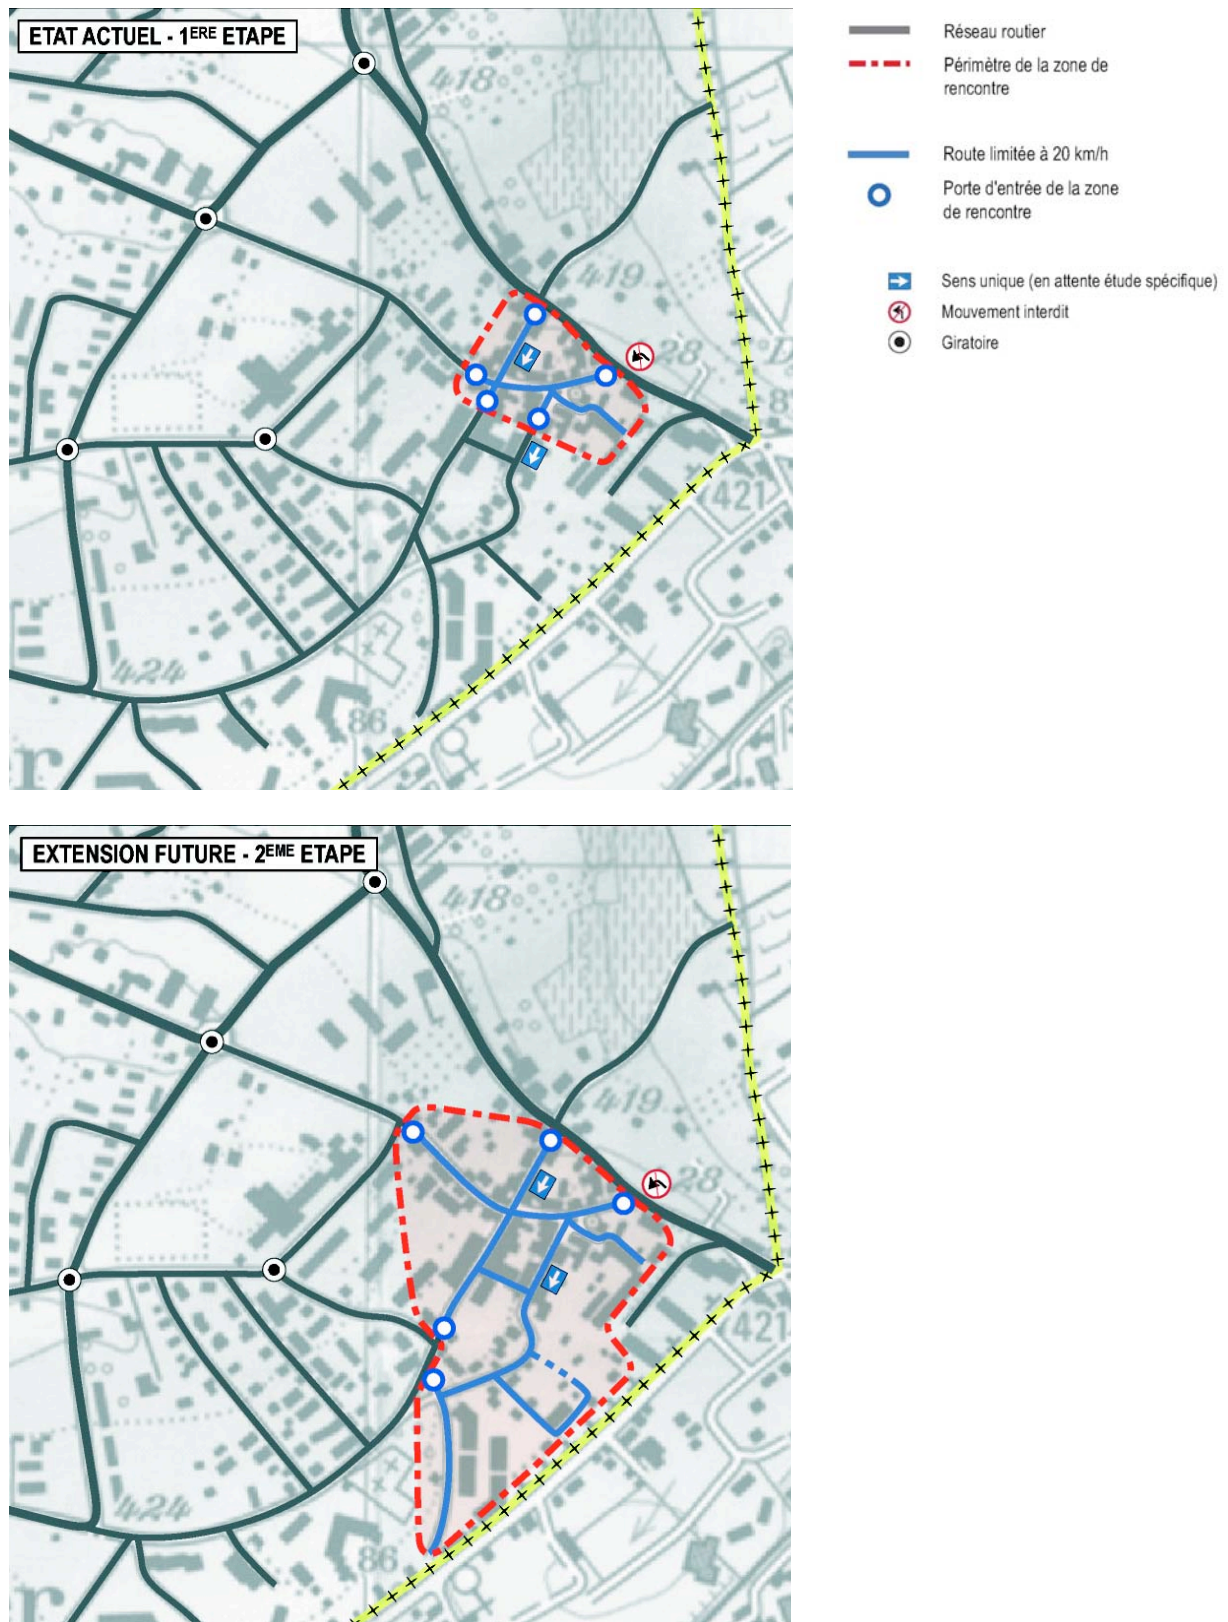 ETAT ACTUEL - 1ERE ETAPE
418
419
28
8
421
424
86
r
Réseau routier
Périmètre de la zone de
rencontre
Route limitée à 20 km/h
Porte d'entrée de la zone
de rencontre
Sens unique (en attente étude spécifique)
Mouvement interdit
Giratoire
EXTENSION FUTURE - 2EME ETAPE
418
419
28
421
424
86
r